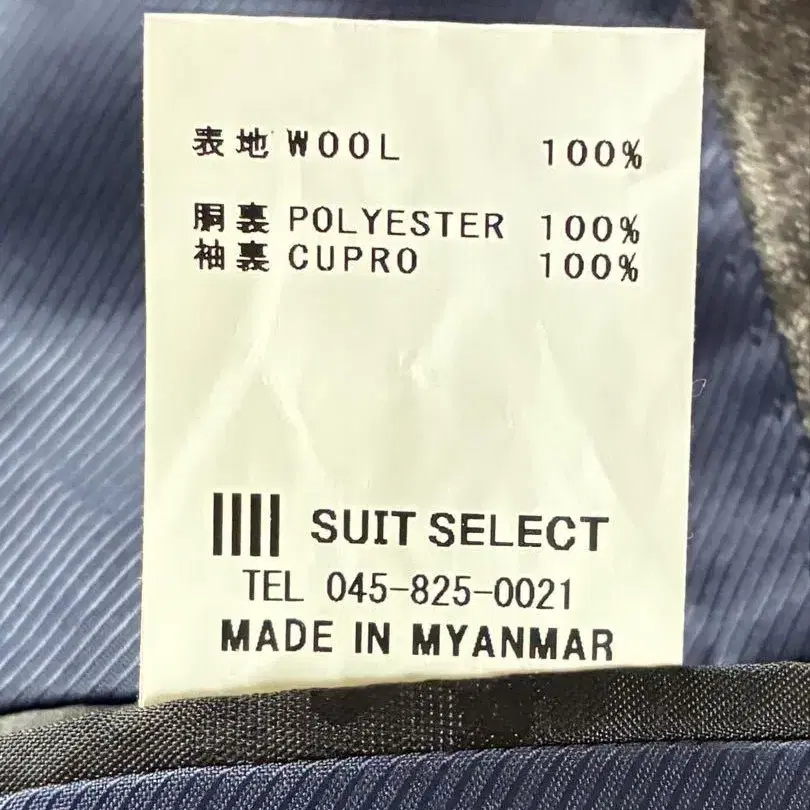 表地 WOOL 100%
胴裏 POLYESTER 100%
袖裏 CUPRO 100%
SUIT SELECT
TEL 045-825-0021
MADE IN MYANMAR